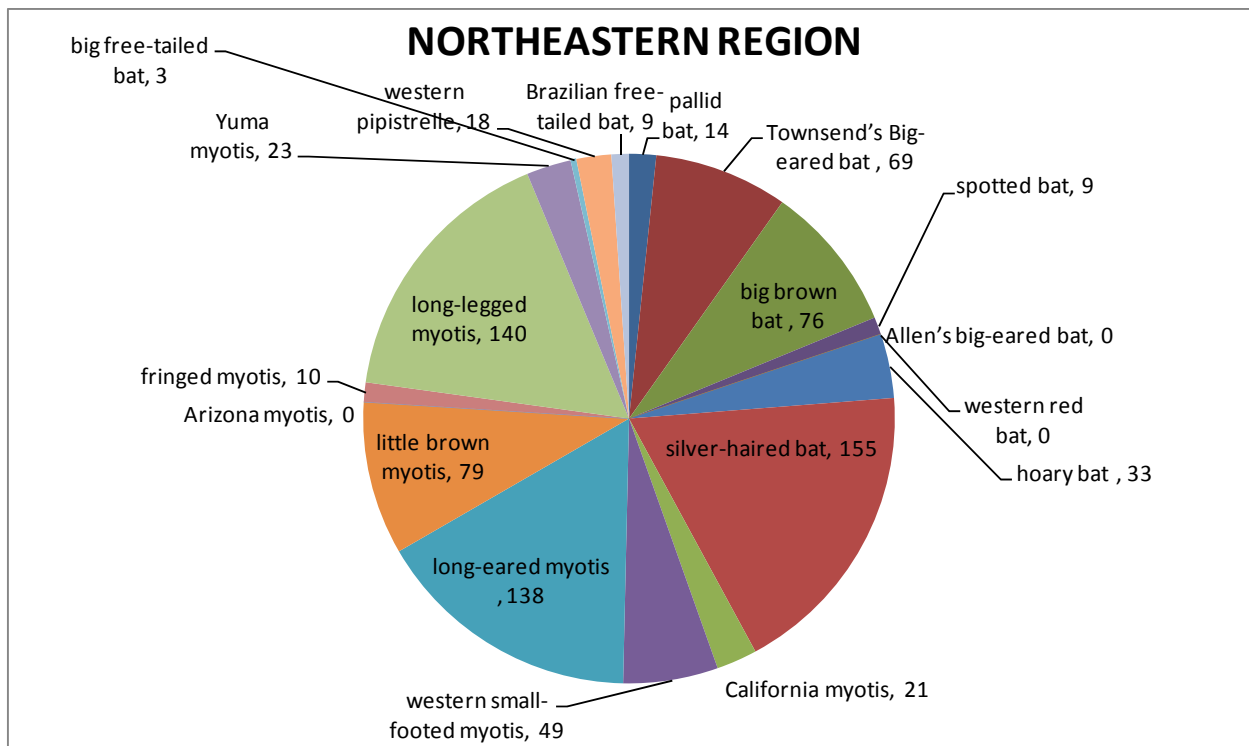 NORTHEASTERN REGION
big free-tailed
bat, 3
western
pipistrelle, 18
Brazilian free-
tailed bat, 9
pallid
bat, 14
Townsend’s Big-
eared bat , 69
Yuma
myotis, 23
spotted bat, 9
big brown
bat , 76
Allen’s big-eared bat, 0
western red
bat, 0
hoary bat , 33
silver-haired bat, 155
California myotis, 21
western small-
footed myotis, 49
long-eared myotis
, 138
little brown
myotis, 79
Arizona myotis, 0
fringed myotis, 10
long-legged
myotis, 140